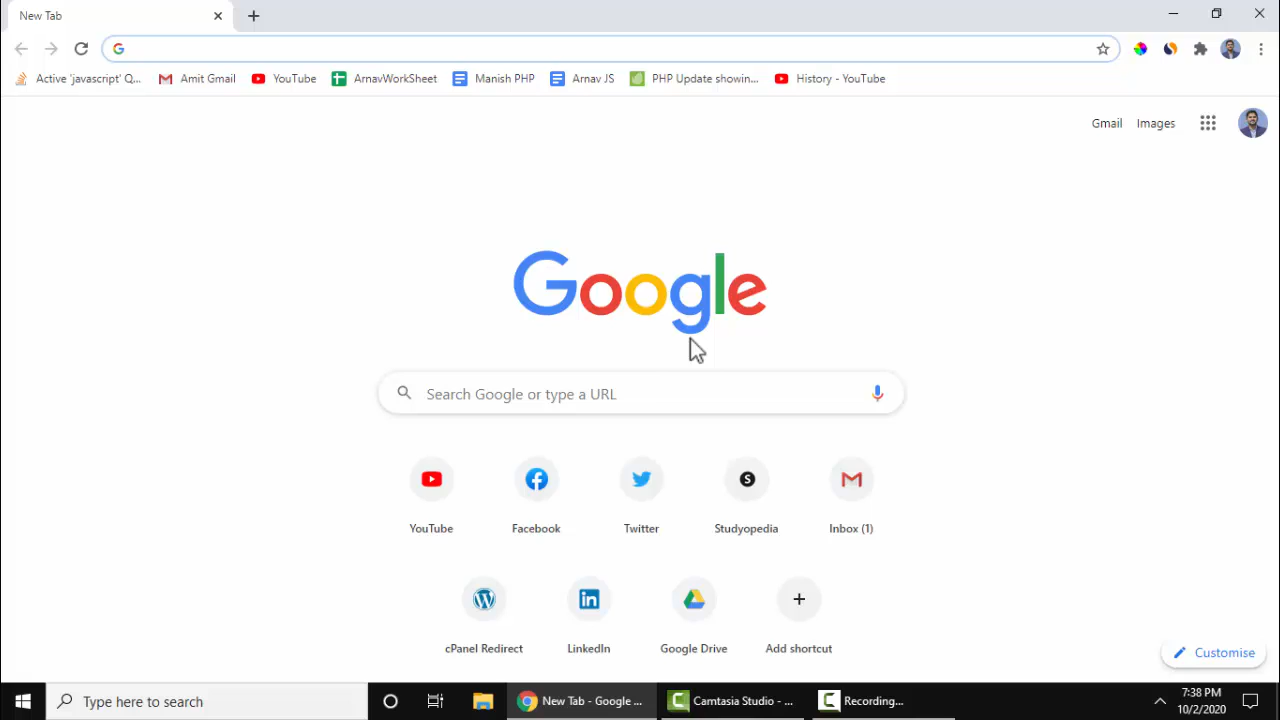 New Tab
Active 'javascript' Q... Amit Gmail YouTube ArnavWorkSheet Manish PHP Arnav JS PHP Update showin... History - YouTube
Gmail Images
Google
Search Google or type a URL
S
YouTube Facebook Twitter Studyopedia Inbox (1)
cPanel Redirect LinkedIn Google Drive Add shortcut
Customise
Type here to search New Tab - Google ... Camtasia Studio - ... Recording... 7:38 PM
10/2/2020